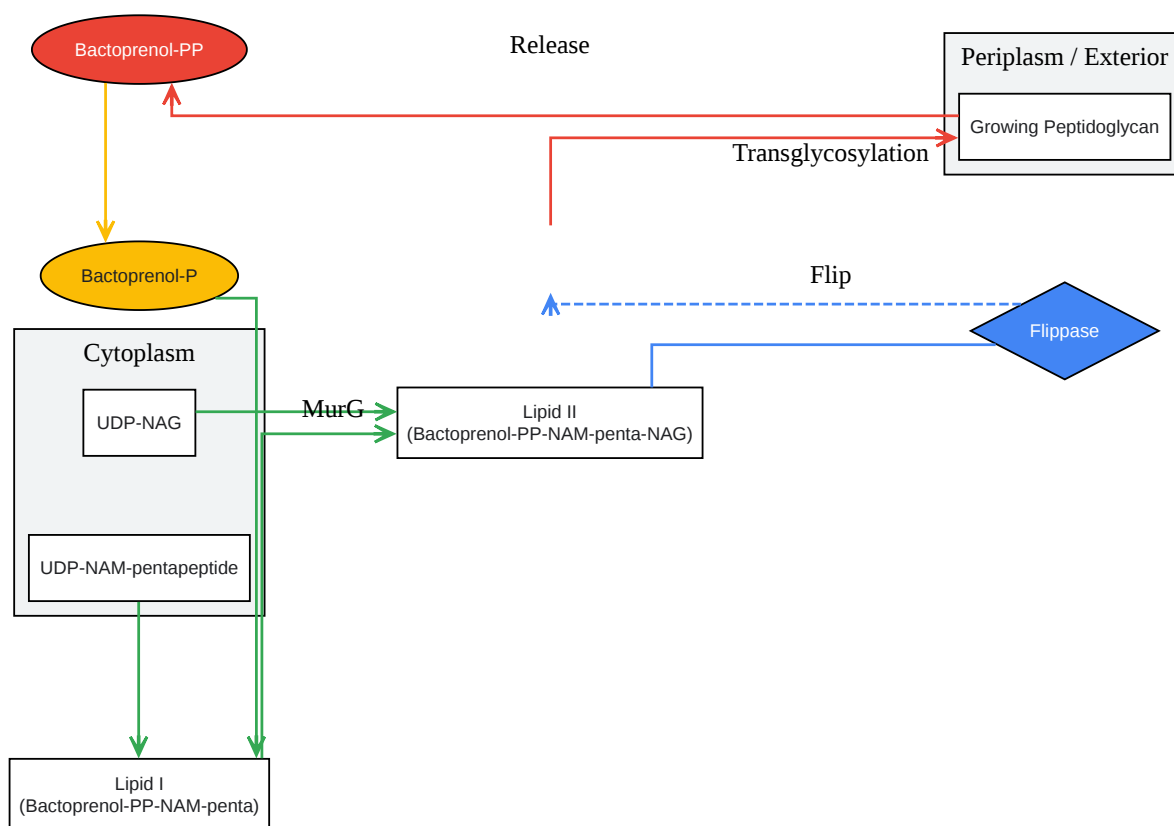 Bactoprenol-PP
Release
Periplasm / Exterior
Growing Peptidoglycan
Transglycosylation
Bactoprenol-P
Flip
Flippase
Cytoplasm
UDP-NAG
MurG
Lipid II
(Bactoprenol-PP-NAM-penta-NAG)
UDP-NAM-pentapeptide
Lipid I
(Bactoprenol-PP-NAM-penta)